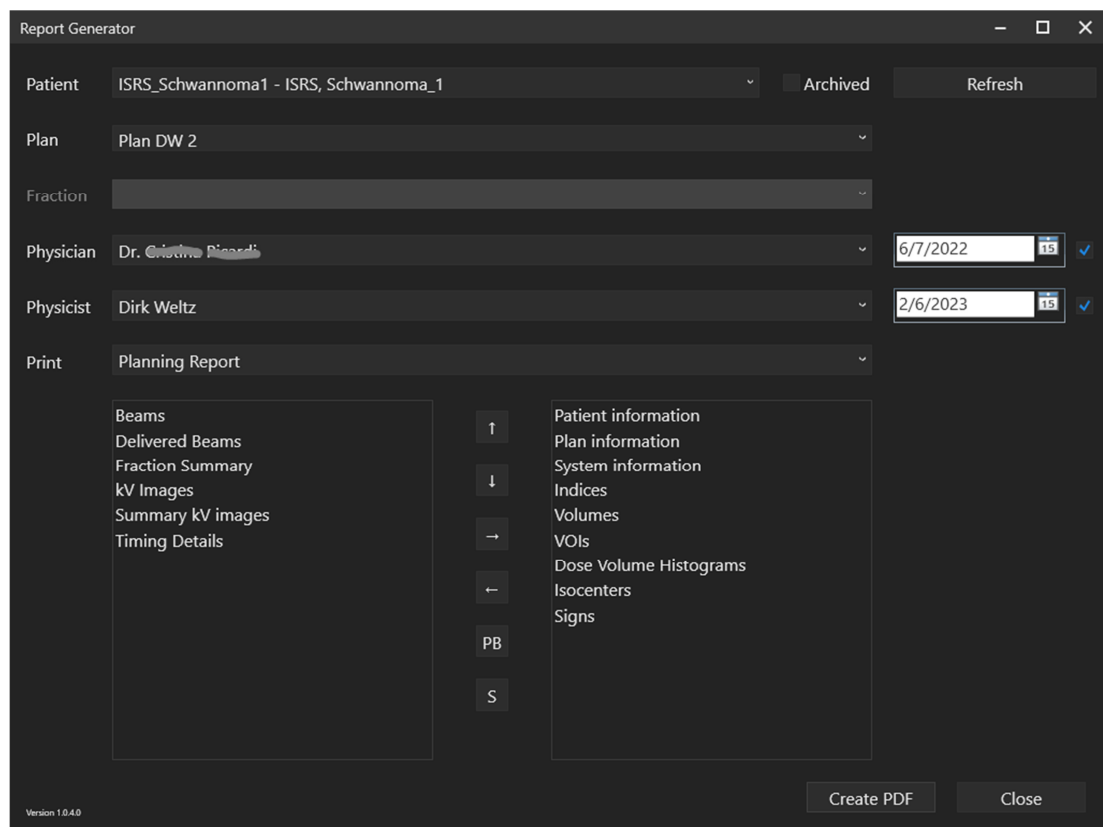 Report Generator
Patient ISRS_Schwannoma1 - ISRS, Schwannoma_1 Archived Refresh
Plan Plan DW 2
Fraction
Physician Dr. 6/7/2022 15
Physicist Dirk Weltz 2/6/2023 15
Print Planning Report
Beams
Delivered Beams
Fraction Summary
kV Images
Summary kV images
Timing Details
↑
↓
→
←
PB
S
Patient information
Plan information
System information
Indices
Volumes
VOIs
Dose Volume Histograms
Isocenters
Signs
Create PDF Close
Version 1.0.4.0